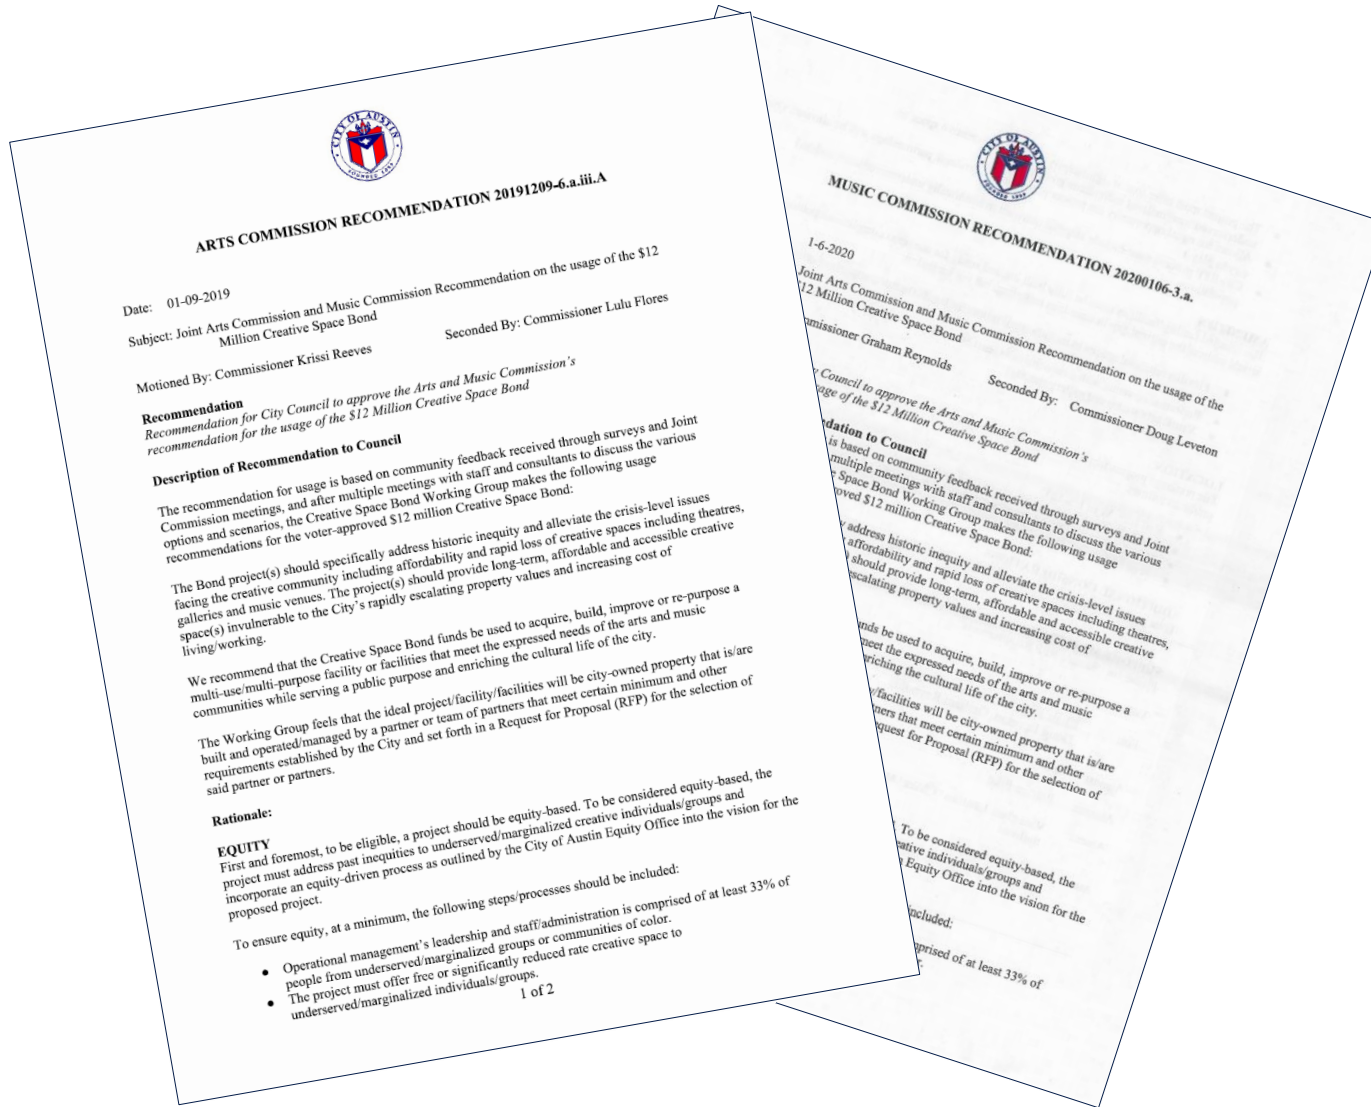 CITY OF AUSTIN
FOUNDED 1839
ARTS COMMISSION RECOMMENDATION 20191209-6.a.iii.A
Date: 01-09-2019
Subject: Joint Arts Commission and Music Commission Recommendation on the usage of the $12
Million Creative Space Bond
Motioned By: Commissioner Krissi Reeves Seconded By: Commissioner Lulu Flores
Recommendation
Recommendation for City Council to approve the Arts and Music Commission's
recommendation for the usage of the $12 Million Creative Space Bond
Description of Recommendation to Council
The recommendation for usage is based on community feedback received through surveys and Joint
Commission meetings, and after multiple meetings with staff and consultants to discuss the various
options and scenarios, the Creative Space Bond Working Group makes the following usage
recommendations for the voter-approved $12 million Creative Space Bond:
The Bond project(s) should specifically address historic inequity and alleviate the crisis-level issues
facing the creative community including affordability and rapid loss of creative spaces including theatres,
galleries and music venues. The project(s) should provide long-term, affordable and accessible creative
space(s) invulnerable to the City's rapidly escalating property values and increasing cost of
living/working.
We recommend that the Creative Space Bond funds be used to acquire, build, improve or re-purpose a
multi-use/multi-purpose facility or facilities that meet the expressed needs of the arts and music
communities while serving a public purpose and enriching the cultural life of the city.
The Working Group feels that the ideal project/facility/facilities will be city-owned property that is/are
built and operated/managed by a partner or team of partners that meet certain minimum and other
requirements established by the City and set forth in a Request for Proposal (RFP) for the selection of
said partner or partners.
Rationale:
EQUITY
First and foremost, to be eligible, a project should be equity-based. To be considered equity-based, the
project must address past inequities to underserved/marginalized creative individuals/groups and
incorporate an equity-driven process as outlined by the City of Austin Equity Office into the vision for the
proposed project.
To ensure equity, at a minimum, the following steps/processes should be included:
● Operational management's leadership and staff/administration is comprised of at least 33% of
people from underserved/marginalized groups or communities of color.
● The project must offer free or significantly reduced rate creative space to
underserved/marginalized individuals/groups.
1 of 2
CITY OF AUSTIN
FOUNDED 1839
MUSIC COMMISSION RECOMMENDATION 20200106-3.a.
1-6-2020
Joint Arts Commission and Music Commission Recommendation on the usage of the
12 Million Creative Space Bond
Commissioner Graham Reynolds Seconded By: Commissioner Doug Leveton
Council to approve the Arts and Music Commission's
usage of the $12 Million Creative Space Bond
dation to Council
is based on community feedback received through surveys and Joint
multiple meetings with staff and consultants to discuss the various
Space Bond Working Group makes the following usage
$12 million Creative Space Bond:
address historic inequity and alleviate the crisis-level issues
affordability and rapid loss of creative spaces including theatres,
should provide long-term, affordable and accessible creative
escalating property values and increasing cost of
be used to acquire, build, improve or re-purpose a
meet the expressed needs of the arts and music
enriching the cultural life of the city.
/facilities will be city-owned property that is/are
that meet certain minimum and other
Request for Proposal (RFP) for the selection of
To be considered equity-based, the
individuals/groups and
Equity Office into the vision for the
included:
of at least 33% of